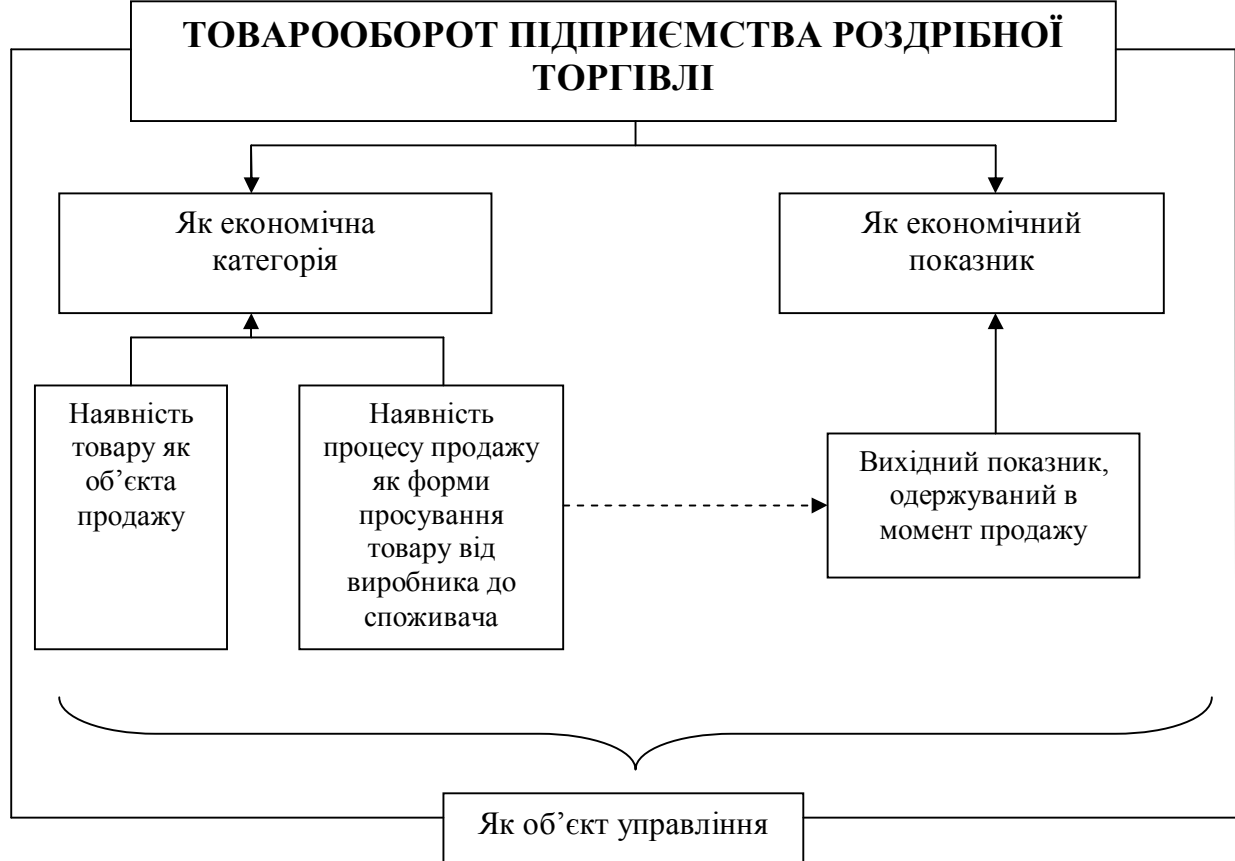 ТОВАРООБОРОТ ПІДПРИЄМСТВА РОЗДРІБНОЇ
ТОРГІВЛІ
Як економічна
категорія
Як економічний
показник
Наявність
товару як
об’єкта
продажу
Наявність
процесу продажу
як форми
просування
товару від
виробника до
споживача
Вихідний показник,
одержуваний в
момент продажу
Як об’єкт управління